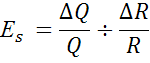 E_s = ΔQ/Q ÷ ΔR/R